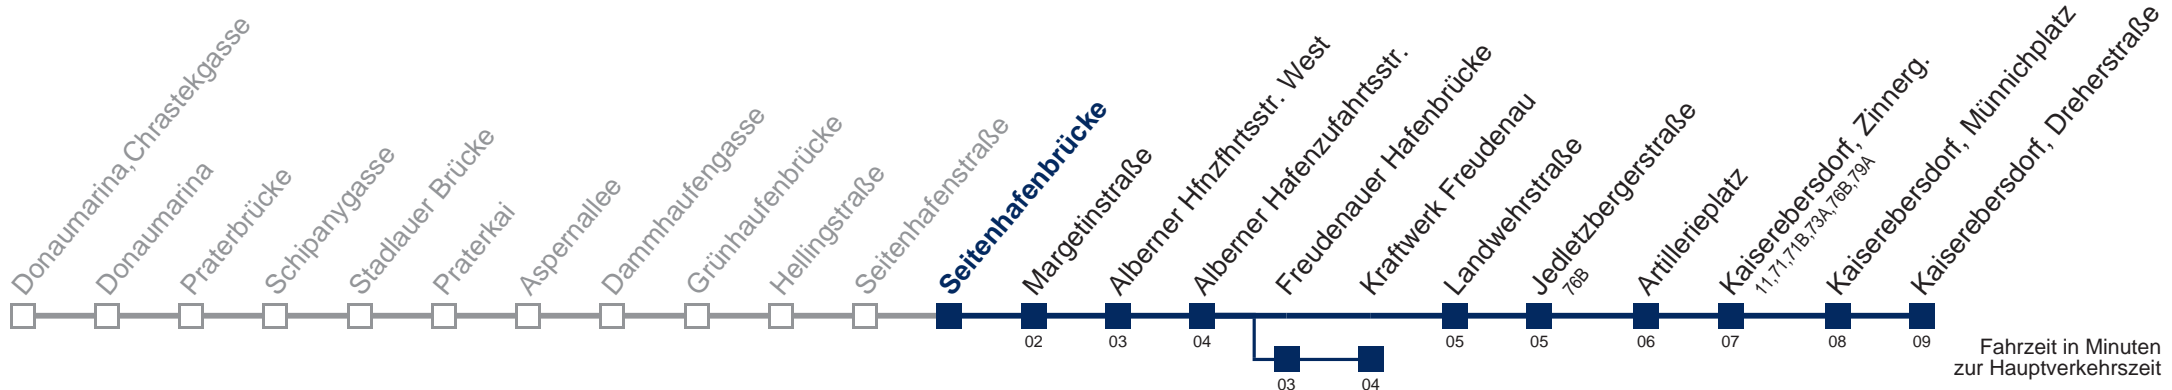 Donaumarina,Chrastekgasse
Donaumarina
Praterbrücke
Schipanygasse
Stadlauer Brücke
Praterkai
Aspernallee
Dammhaufengasse
Grünhaufenbrücke
Hellingstraße
Seitenhafenstraße
Seitenhafenbrücke
Margetinstraße
Alberner Hfnzfhrtsstr. West
Alberner Hafenzufahrtsstr.
Freudenauer Hafenbrücke
Kraftwerk Freudenau
Landwehrstraße
Jedletzbergerstraße
76B
Artillerieplatz
Kaiserebersdorf, Zinnerg.
11,71,71B,73A,76B,79A
Kaiserebersdorf, Münnichplatz
Kaiserebersdorf, Dreherstraße
02 03 04 05 05 06 07 08 09
03 04
Fahrzeit in Minuten
zur Hauptverkehrszeit